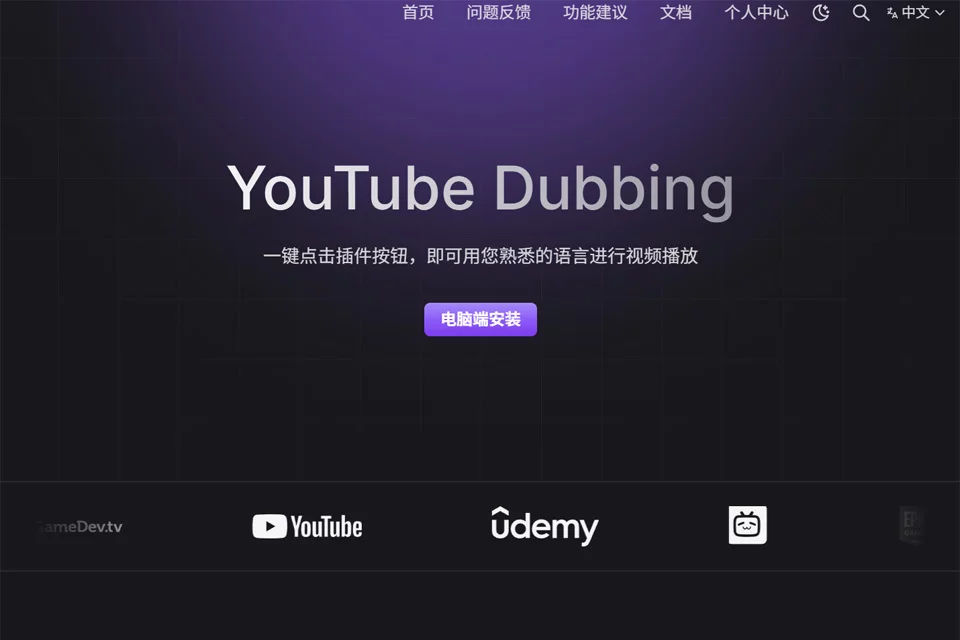 首页 问题反馈 功能建议 文档 个人中心 中文
YouTube Dubbing
一键点击插件按钮，即可用您熟悉的语言进行视频播放
电脑端安装
GameDev.tv YouTube ûdemy